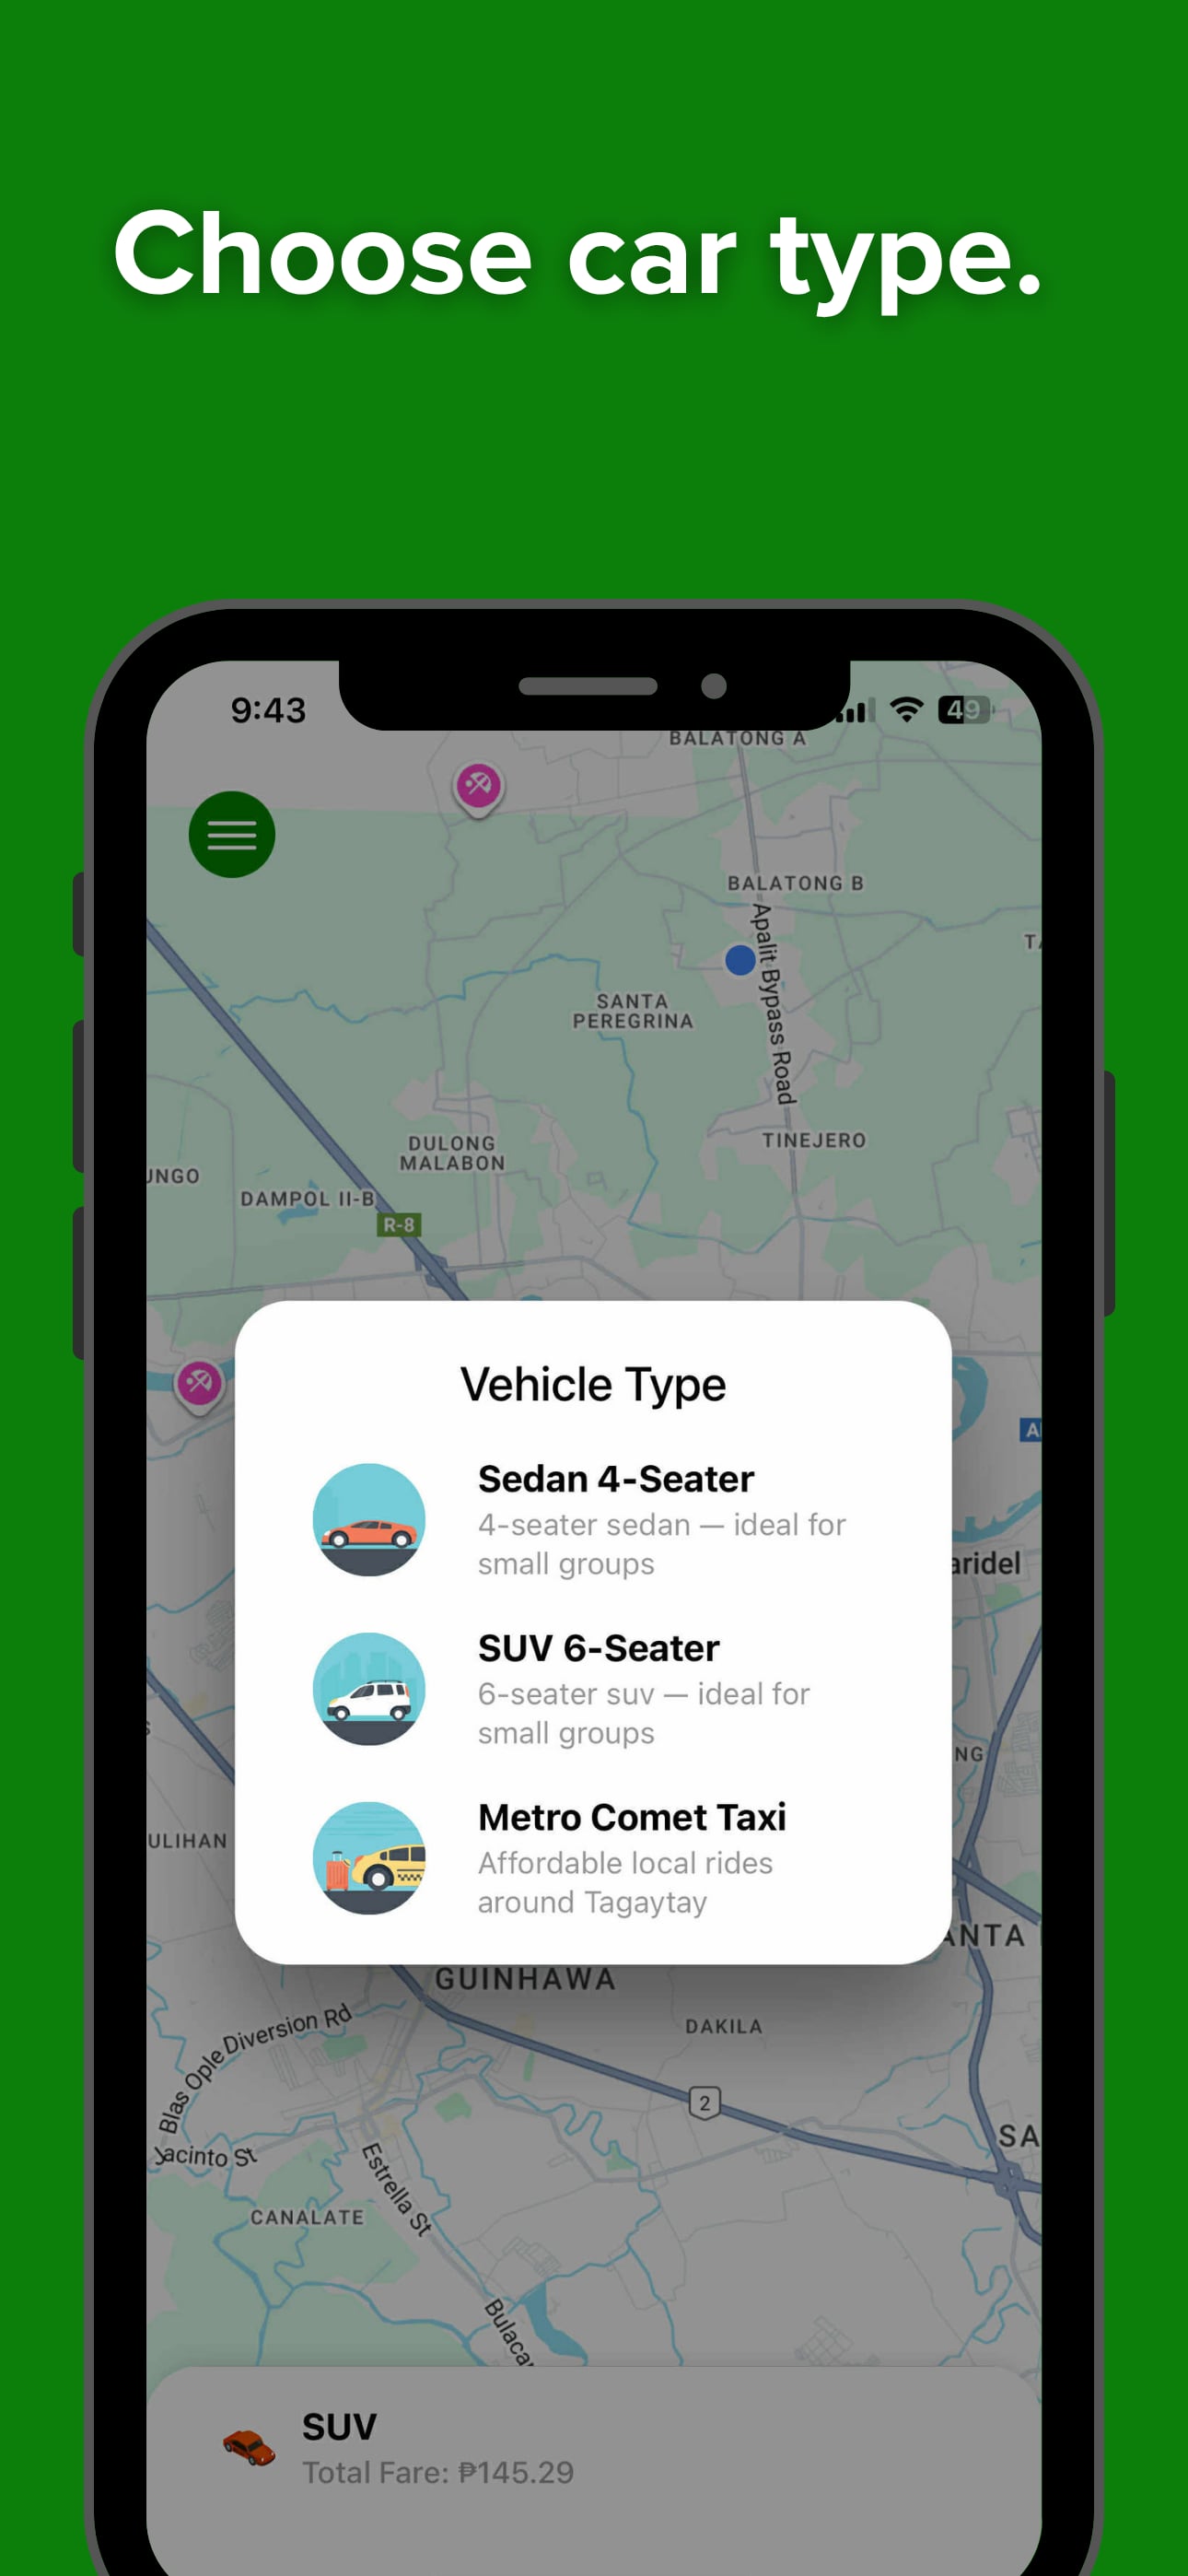 Choose car type.
9:43
49
BALATONG A
BALATONG B
Apalit Bypass Road
SANTA
PEREGRINA
TINEJERO
DULONG
MALABON
DAMPOL II-B
R-8
Vehicle Type
Sedan 4-Seater
4-seater sedan — ideal for
small groups
aridel
SUV 6-Seater
6-seater suv — ideal for
small groups
NG
ULIHAN
Metro Comet Taxi
Affordable local rides
around Tagaytay
ANTA
GUINHAWA
DAKILA
Blas Ople Diversion Rd
2
SA
Jacinto St
Estrella St
CANALATE
Bulaca
SUV
Total Fare: ₱145.29